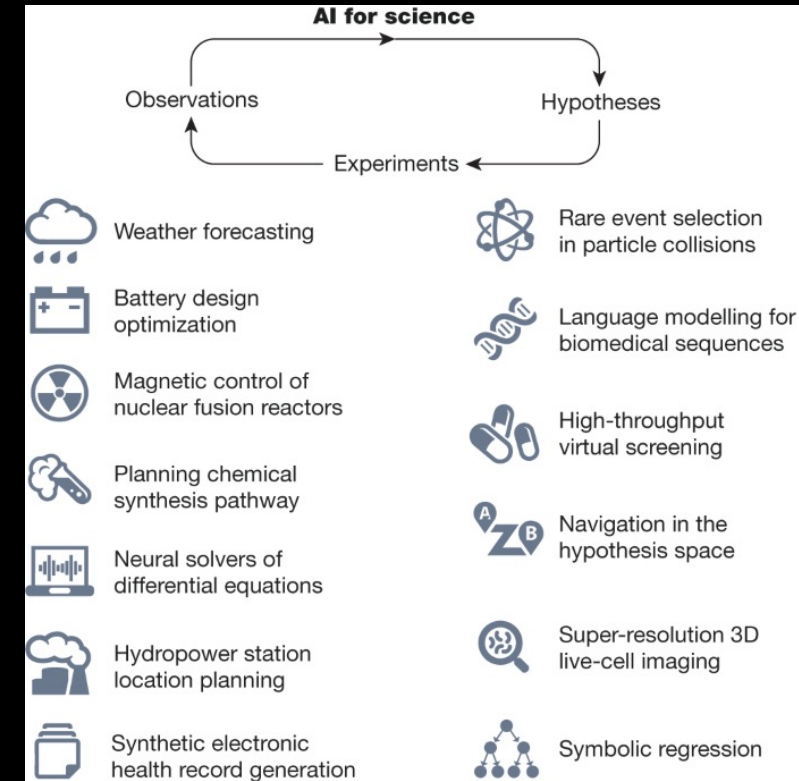 AI for science
Observations
Hypotheses
Experiments
Weather forecasting
Battery design
optimization
Magnetic control of
nuclear fusion reactors
Planning chemical
synthesis pathway
Neural solvers of
differential equations
Hydropower station
location planning
Synthetic electronic
health record generation
Rare event selection
in particle collisions
Language modelling for
biomedical sequences
High-throughput
virtual screening
A
Z
B
Navigation in the
hypothesis space
Super-resolution 3D
live-cell imaging
Symbolic regression